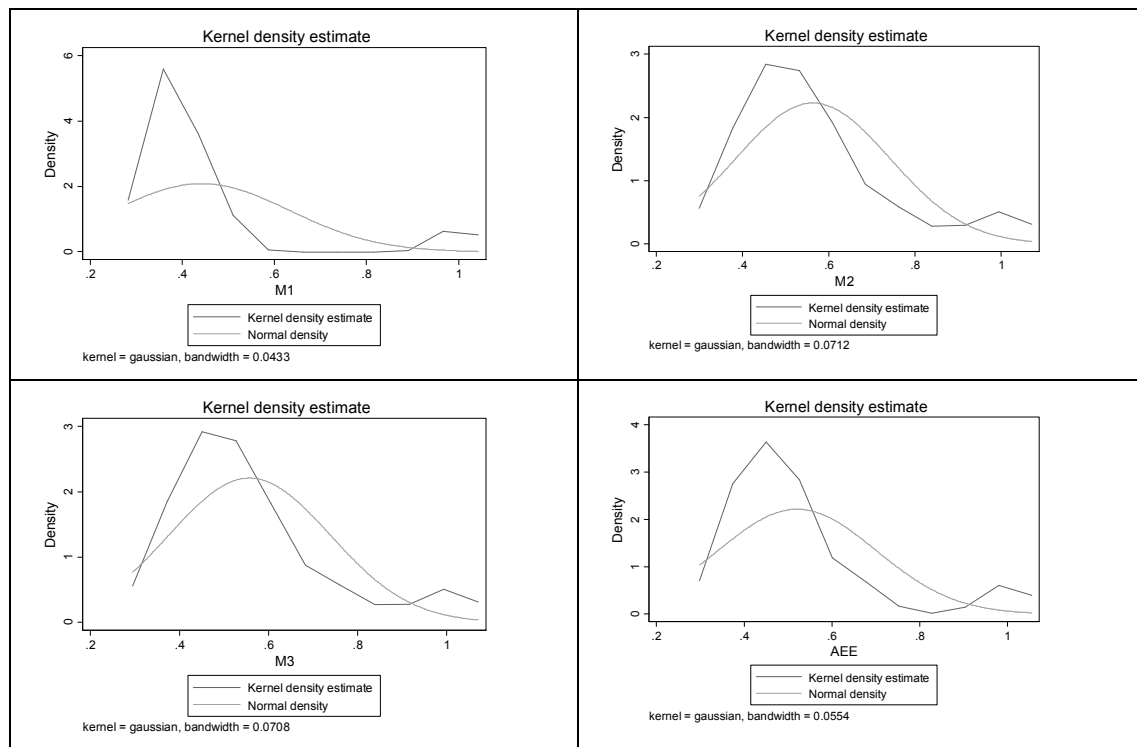 Kernel density estimate
6
4
2
0
Density
.2 .4 .6 .8 1
M1
Kernel density estimate
Normal density
kernel = gaussian, bandwidth = 0.0433
Kernel density estimate
3
2
1
0
Density
.2 .4 .6 .8 1
M2
Kernel density estimate
Normal density
kernel = gaussian, bandwidth = 0.0712
Kernel density estimate
3
2
1
0
Density
.2 .4 .6 .8 1
M3
Kernel density estimate
Normal density
kernel = gaussian, bandwidth = 0.0708
Kernel density estimate
4
3
2
1
0
Density
.2 .4 .6 .8 1
AEE
Kernel density estimate
Normal density
kernel = gaussian, bandwidth = 0.0554